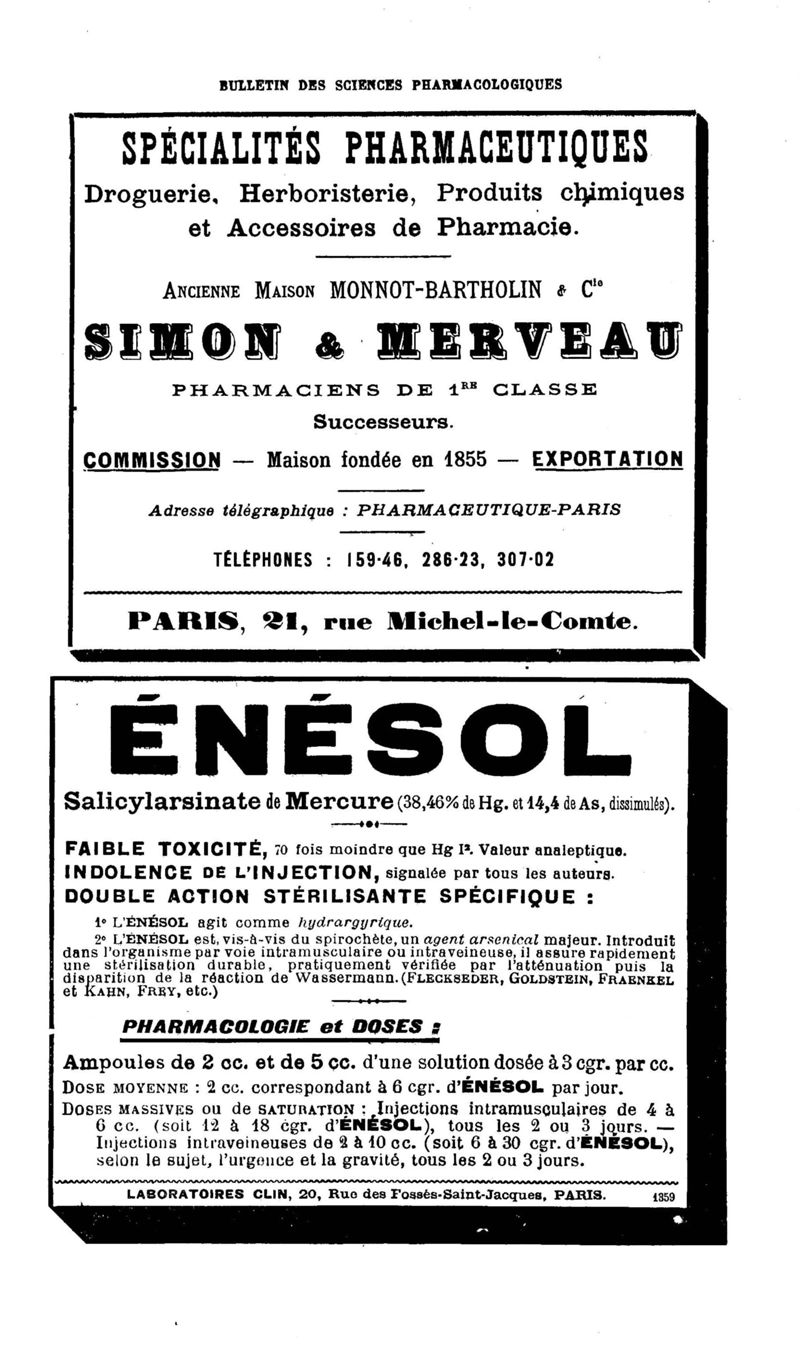 BULLETIN DES SCIENCES PHARMACOLOGIQUES
SPÉCIALITÉS PHARMACEUTIQUES
Droguerie, Herboristerie, Produits chimiques
et Accessoires de Pharmacie.
ANCIENNE MAISON MONNOT-BARTHOLIN & Cie
SIMON & MERVEAU
PHARMACIENS DE 1RE CLASSE
Successeurs.
COMMISSION — Maison fondée en 1855 — EXPORTATION
Adresse télégraphique : PHARMACEUTIQUE-PARIS
TÉLÉPHONES : 159-46, 286-23, 307-02
PARIS, 21, rue Michel-le-Comte.
ÉNÉSOL
Salicylarsinate de Mercure (38,46% de Hg. et 14,4 de As, dissimulés).
FAIBLE TOXICITÉ, 70 fois moindre que Hg I². Valeur analeptique.
INDOLENCE DE L'INJECTION, signalée par tous les auteurs.
DOUBLE ACTION STÉRILISANTE SPÉCIFIQUE :
1° L'ÉNÉSOL agit comme hydrargyrique.
2° L'ÉNÉSOL est, vis-à-vis du spirochète, un agent arsenical majeur. Introduit
dans l'organisme par voie intramusculaire ou intraveineuse, il assure rapidement
une stérilisation durable, pratiquement vérifiée par l'atténuation puis la
disparition de la réaction de Wassermann. (FLECKSEDER, GOLDSTEIN, FRAENKEL
et KAHN, FREY, etc.)
PHARMACOLOGIE et DOSES :
Ampoules de 2 cc. et de 5 cc. d'une solution dosée à 3 cgr. par cc.
DOSE MOYENNE : 2 cc. correspondant à 6 cgr. d'ÉNÉSOL par jour.
DOSES MASSIVES OU de SATURATION : Injections intramusculaires de 4 à
6 cc. (soit 12 à 18 cgr. d'ÉNÉSOL), tous les 2 ou 3 jours. —
Injections intraveineuses de 2 à 10 cc. (soit 6 à 30 cgr. d'ÉNÉSOL),
selon le sujet, l'urgence et la gravité, tous les 2 ou 3 jours.
LABORATOIRES CLIN, 20, Rue des Fossés-Saint-Jacques, PARIS. 1359